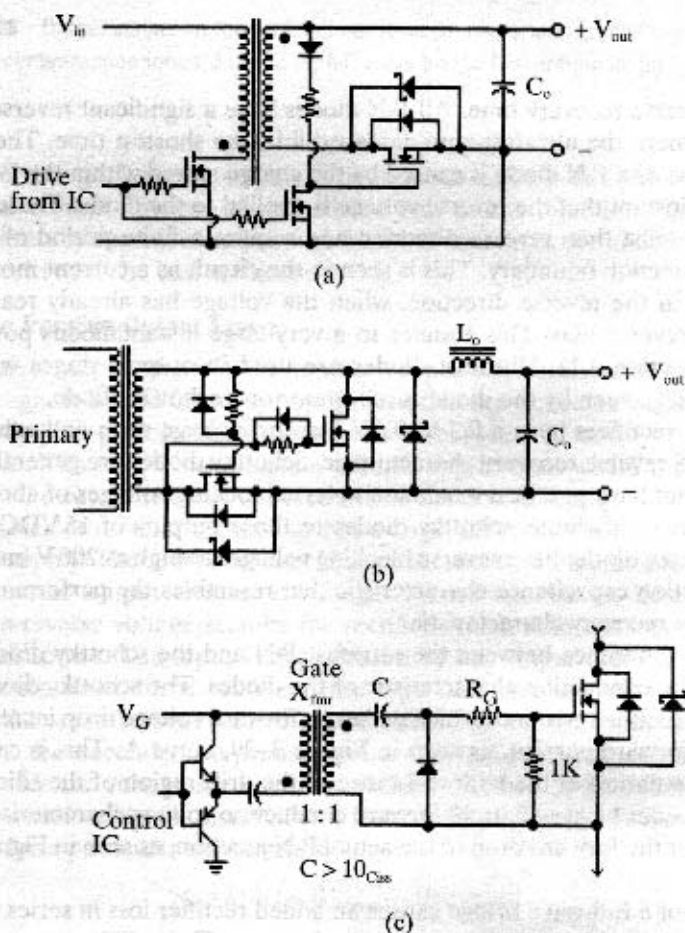 V_in
+ V_out
C_o
−
Drive
from IC
(a)
L_o
+ V_out
Primary
C_o
(b)
Gate
X_fmr
C
R_G
V_G
1K
Control
IC
1 : 1
C > 10_Ciss
(c)